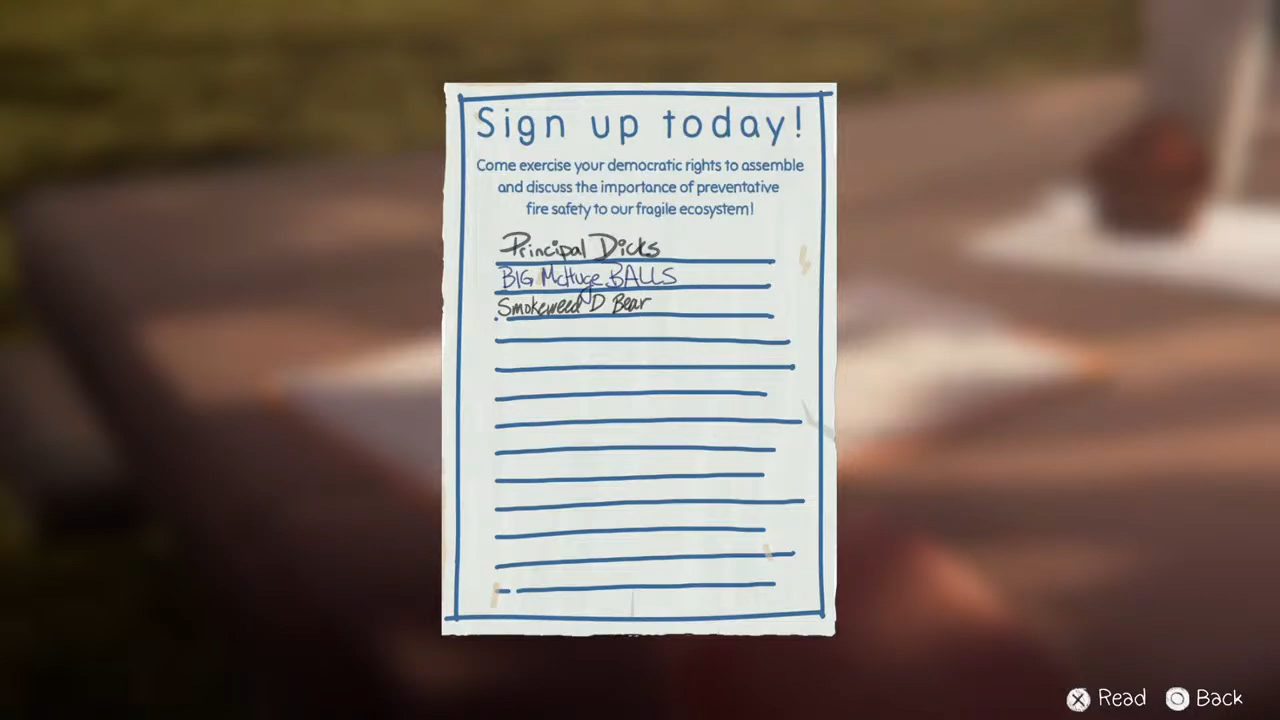 Sign up today!
Come exercise your democratic rights to assemble
and discuss the importance of preventative
fire safety to our fragile ecosystem!
Principal Dicks
BIG McHuge BALLS
Smokeweed D Bear
Read
Back